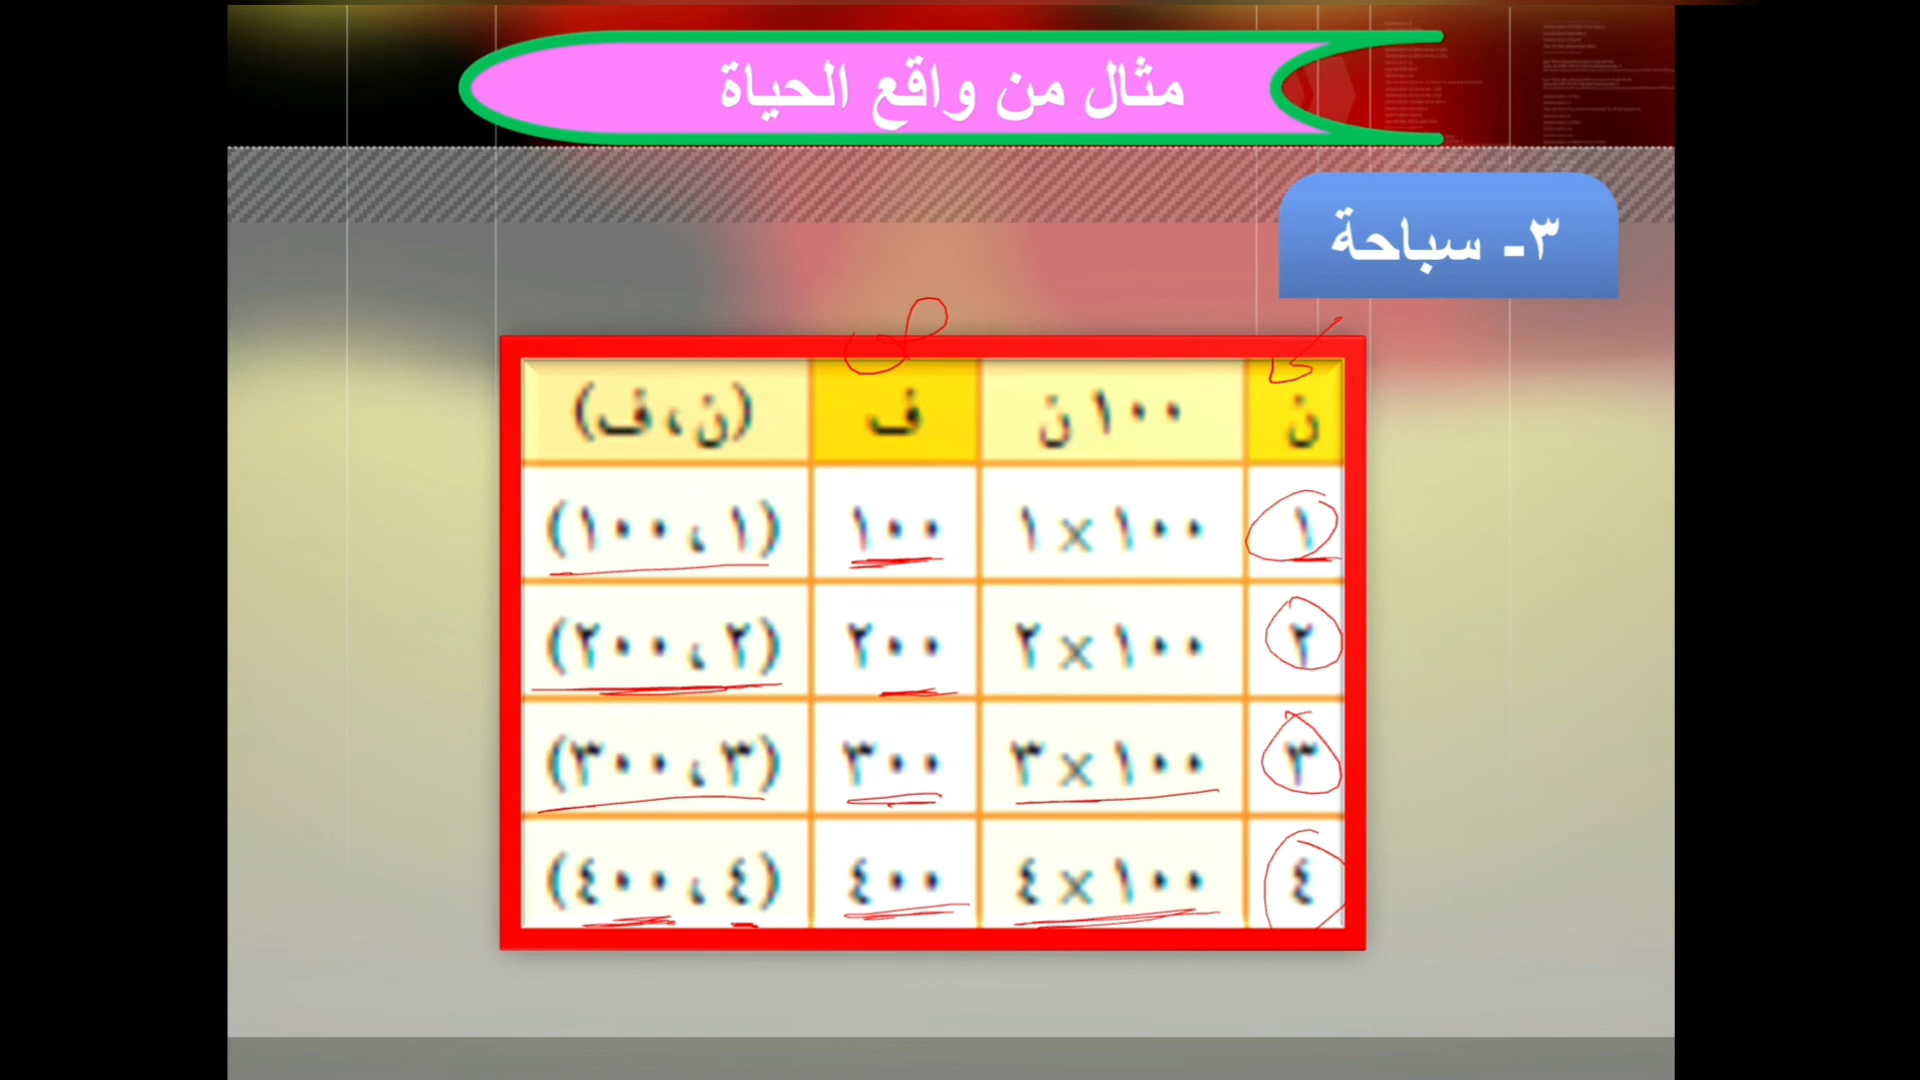 مثال من واقع الحياة
٣- سباحة
ن ١٠٠ ن ف (ن، ف)
١ ١٠٠ × ١ ١٠٠ (١، ١٠٠)
٢ ١٠٠ × ٢ ٢٠٠ (٢، ٢٠٠)
٣ ١٠٠ × ٣ ٣٠٠ (٣، ٣٠٠)
٤ ١٠٠ × ٤ ٤٠٠ (٤، ٤٠٠)